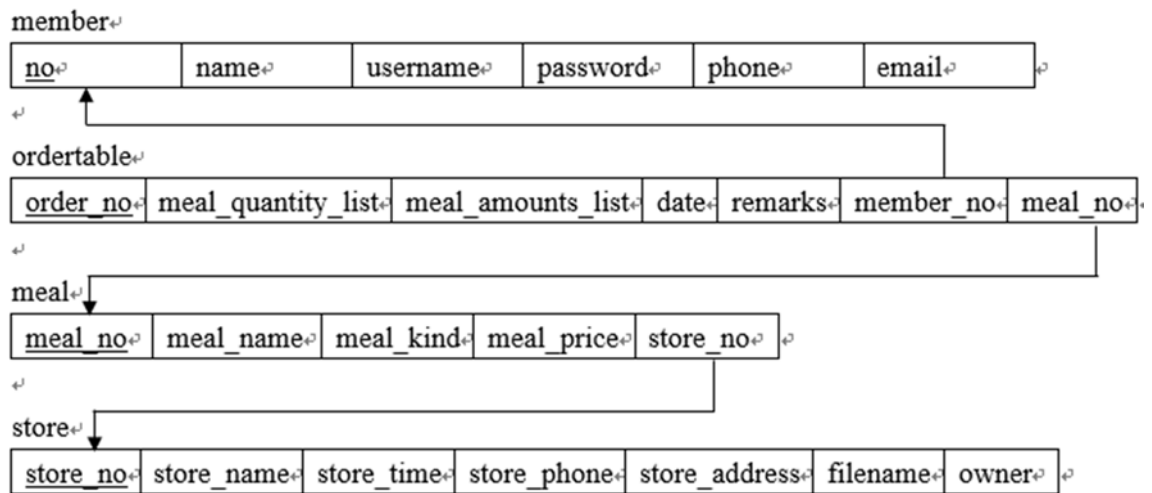 member
no name username password phone email
ordertable
order_no meal_quantity_list meal_amounts_list date remarks member_no meal_no
meal
meal_no meal_name meal_kind meal_price store_no
store
store_no store_name store_time store_phone store_address filename owner